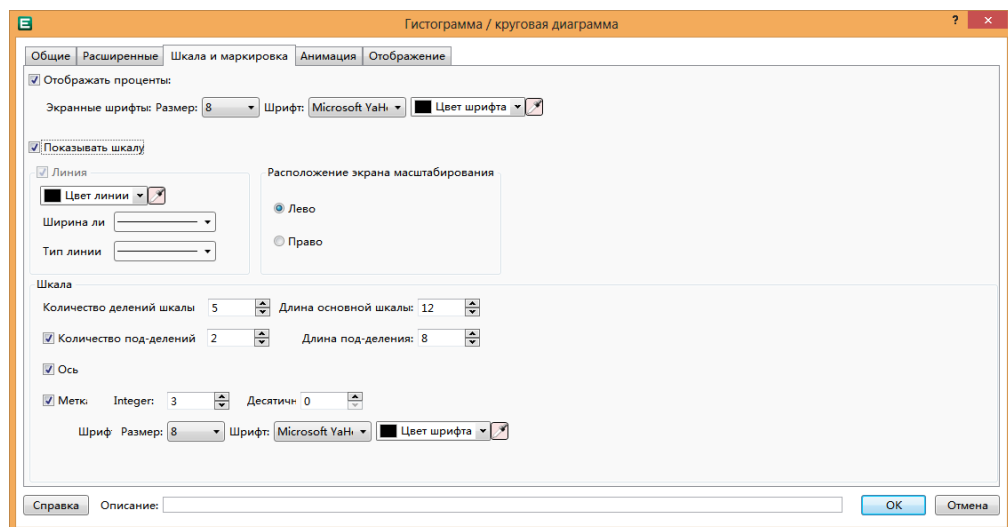 E Гистограмма / круговая диаграмма ? ×
Общие Расширенные Шкала и маркировка Анимация Отображение
Отображать проценты:
Экранные шрифты: Размер: 8 Шрифт: Microsoft YaHi Цвет шрифта
Показывать шкалу
Линия
Цвет линии
Ширина ли
Тип линии
Расположение экрана масштабирования
Лево
Право
Шкала
Количество делений шкалы 5 Длина основной шкалы: 12
Количество под-делений 2 Длина под-деления: 8
Ось
Метка Integer: 3 Десятичн 0
Шриф Размер: 8 Шрифт: Microsoft YaHi Цвет шрифта
Справка Описание: OK Отмена